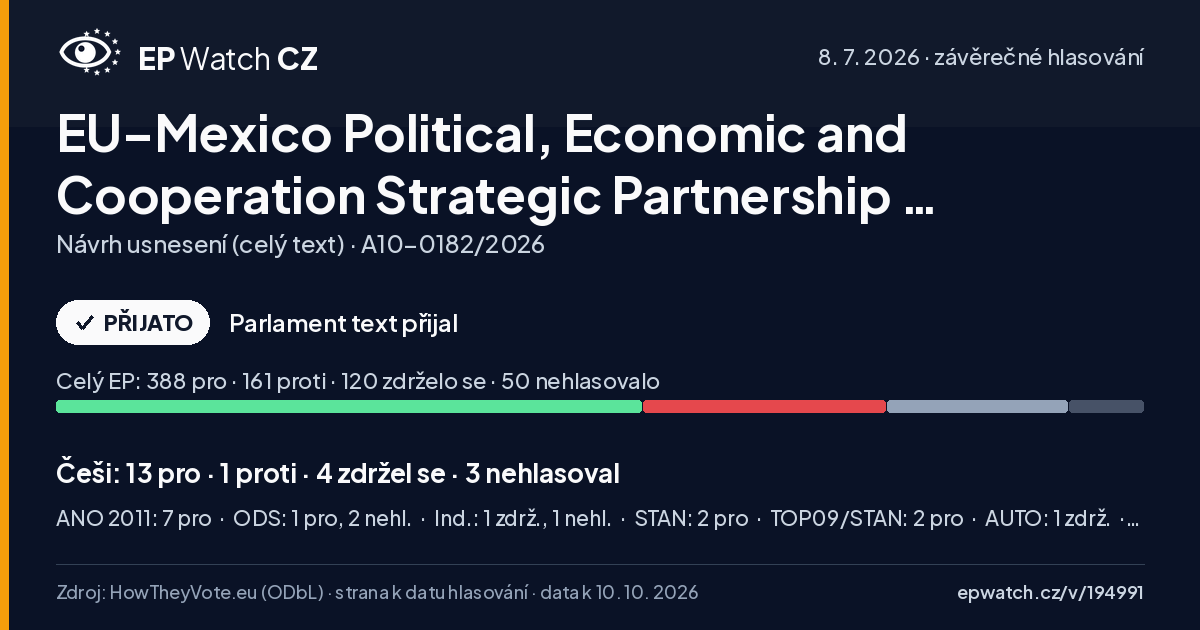 EP Watch CZ
8. 7. 2026 · závěrečné hlasování
EU–Mexico Political, Economic and
Cooperation Strategic Partnership …
Návrh usnesení (celý text) · A10-0182/2026
✓ PŘIJATO
Parlament text přijal
Celý EP: 388 pro · 161 proti · 120 zdrželo se · 50 nehlasovalo
Češi: 13 pro · 1 proti · 4 zdržel se · 3 nehlasoval
ANO 2011: 7 pro · ODS: 1 pro, 2 nehl. · Ind.: 1 zdrž., 1 nehl. · STAN: 2 pro · TOP09/STAN: 2 pro · AUTO: 1 zdrž. ·…
Zdroj: HowTheyVote.eu (ODbL) · strana k datu hlasování · data k 10. 10. 2026
epwatch.cz/v/194991